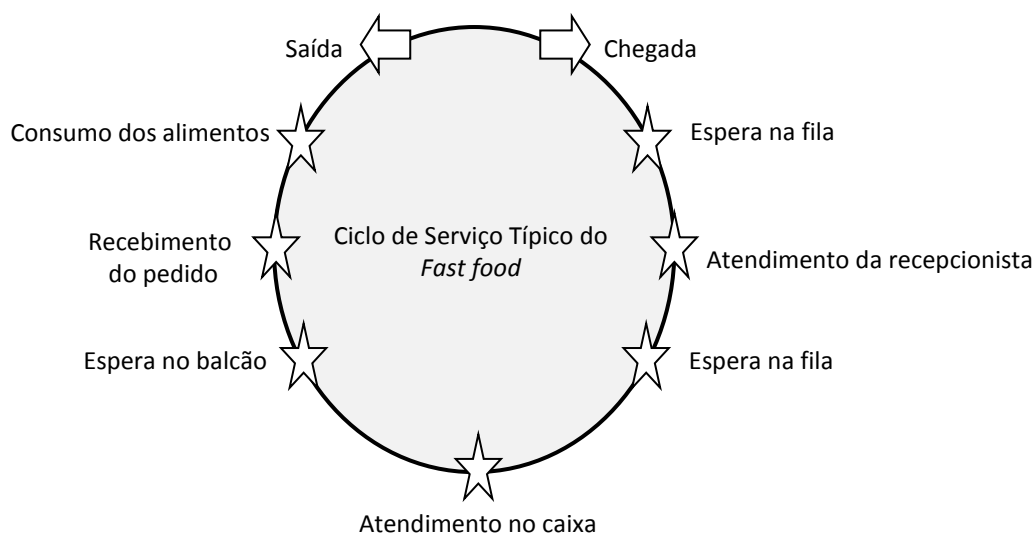 Saída
Chegada
Consumo dos alimentos
Espera na fila
Recebimento
do pedido
Ciclo de Serviço Típico do
Fast food
Atendimento da recepcionista
Espera no balcão
Espera na fila
Atendimento no caixa